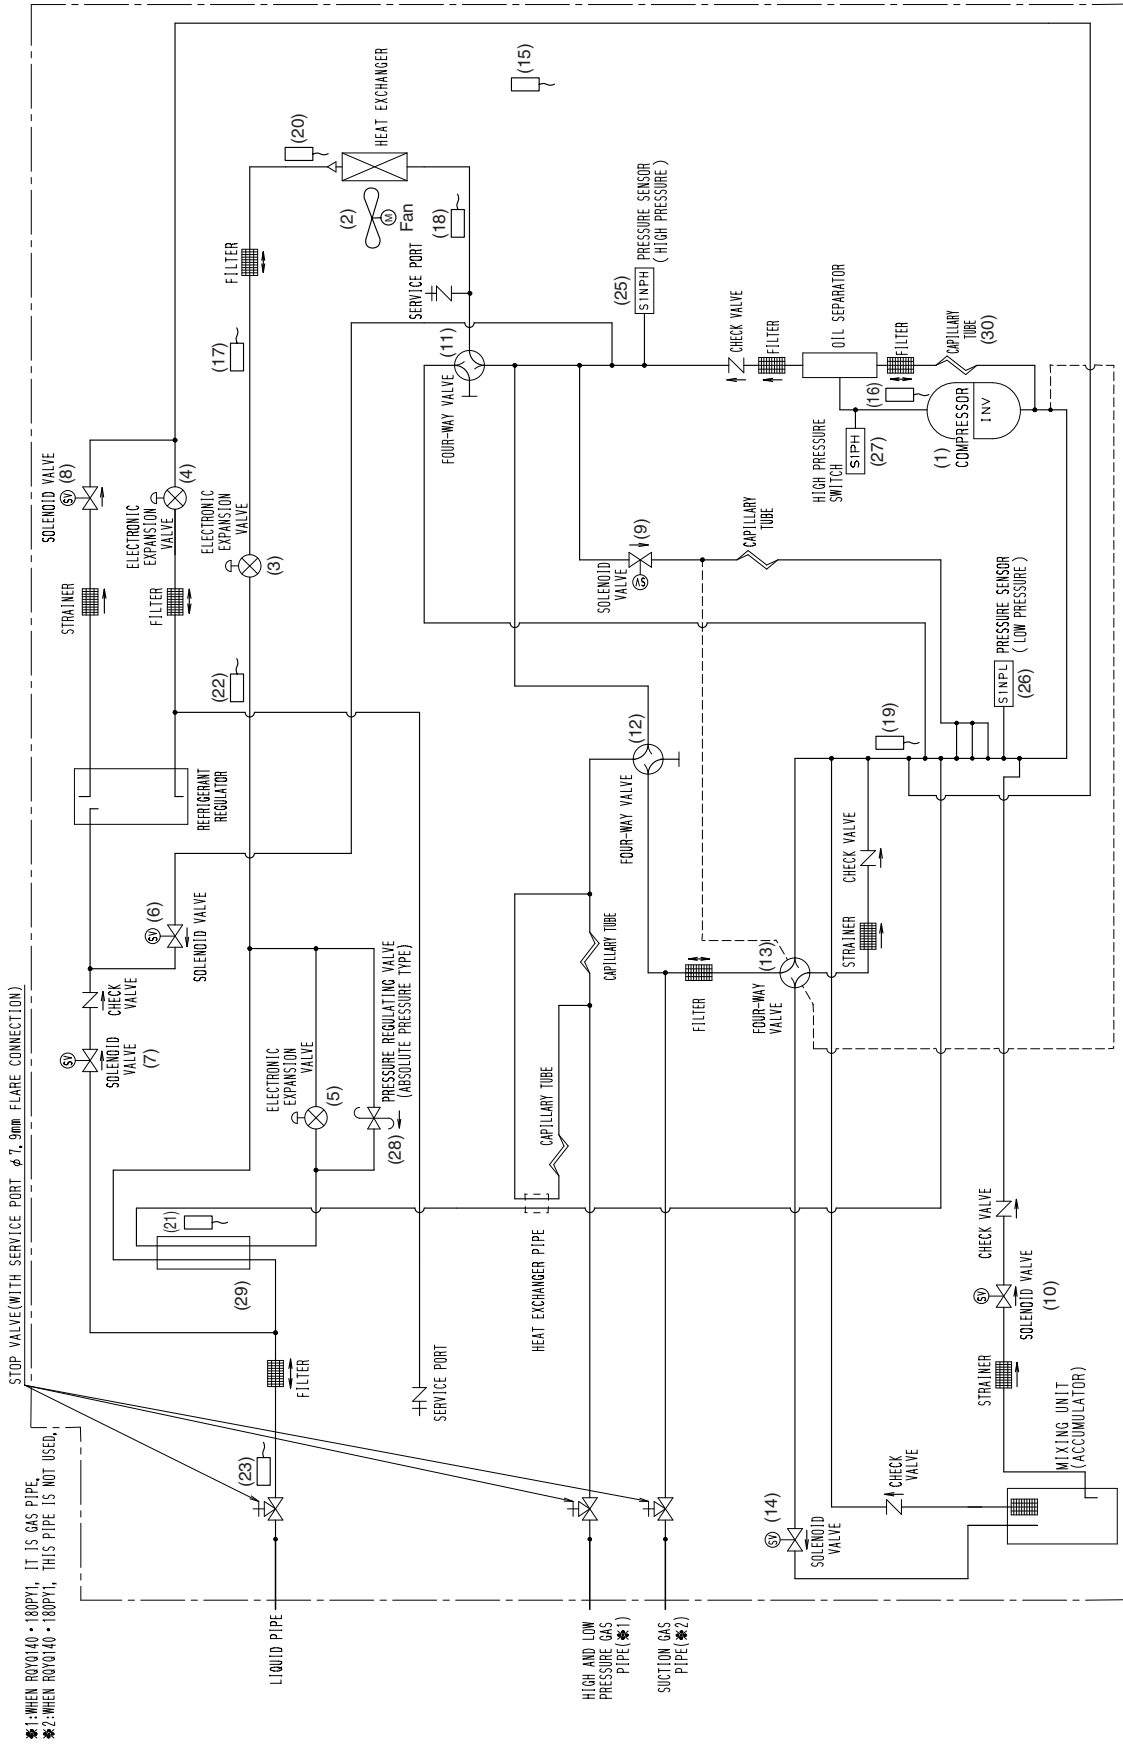 ※1:WHEN RQYQ140・180PY1, IT IS GAS PIPE.
※2:WHEN RQYQ140・180PY1, THIS PIPE IS NOT USED.
STOP VALVE(WITH SERVICE PORT φ7.9mm FLARE CONNECTION)
LIQUID PIPE
HIGH AND LOW
PRESSURE GAS
PIPE(※1)
SUCTION GAS
PIPE(※2)
(23)
FILTER
SERVICE PORT
(29)
(21)
SV
SOLENOID
VALVE
(7)
CHECK
VALVE
SV
(6)
SOLENOID VALVE
REFRIGERANT
REGULATOR
STRAINER
SOLENOID VALVE
SV
(8)
FILTER
ELECTRONIC
EXPANSION
VALVE
(4)
(22)
ELECTRONIC
EXPANSION
VALVE
(3)
(17)
FILTER
(20)
HEAT EXCHANGER
(2)
M
Fan
(18)
SERVICE PORT
(15)
ELECTRONIC
EXPANSION
VALVE
(5)
PRESSURE REGULATING VALVE
(ABSOLUTE PRESSURE TYPE)
(28)
HEAT EXCHANGER PIPE
CAPILLARY TUBE
CAPILLARY TUBE
FOUR-WAY VALVE
(12)
FOUR-WAY VALVE
(11)
FILTER
FOUR-WAY
VALVE
(13)
STRAINER
CHECK VALVE
SOLENOID
VALVE
SV
(9)
CAPILLARY
TUBE
S1NPH
(25)
PRESSURE SENSOR
(HIGH PRESSURE)
CHECK VALVE
FILTER
OIL SEPARATOR
FILTER
CAPILLARY
TUBE
(30)
HIGH PRESSURE
SWITCH
S1PH
(27)
(16)
(1)
COMPRESSOR
INV
(19)
S1NPL
(26)
PRESSURE SENSOR
(LOW PRESSURE)
SV
(14)
SOLENOID
VALVE
CHECK
VALVE
MIXING UNIT
(ACCUMULATOR)
STRAINER
SV
SOLENOID VALVE
(10)
CHECK VALVE